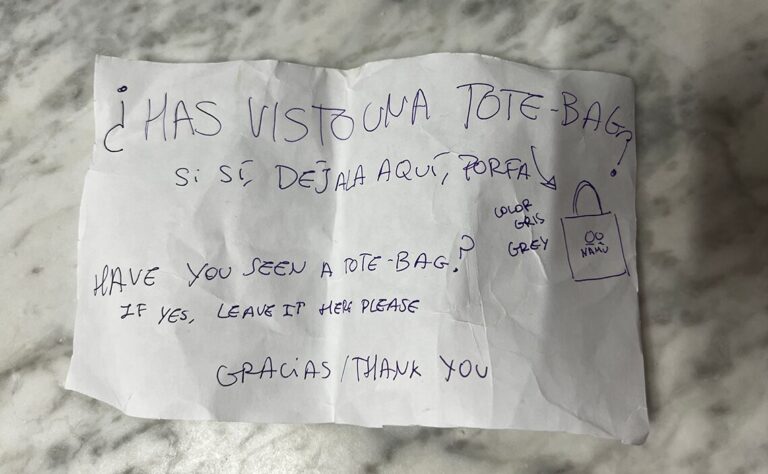 ¿HAS VISTO UNA TOTE-BAG?
Si SÍ, DEJALA AQUÍ, PORFA
COLOR
GRIS
GREY
NAMÜ
HAVE YOU SEEN A TOTE-BAG?
IF YES, LEAVE IT HERE PLEASE
GRACiAS/THANK YOU